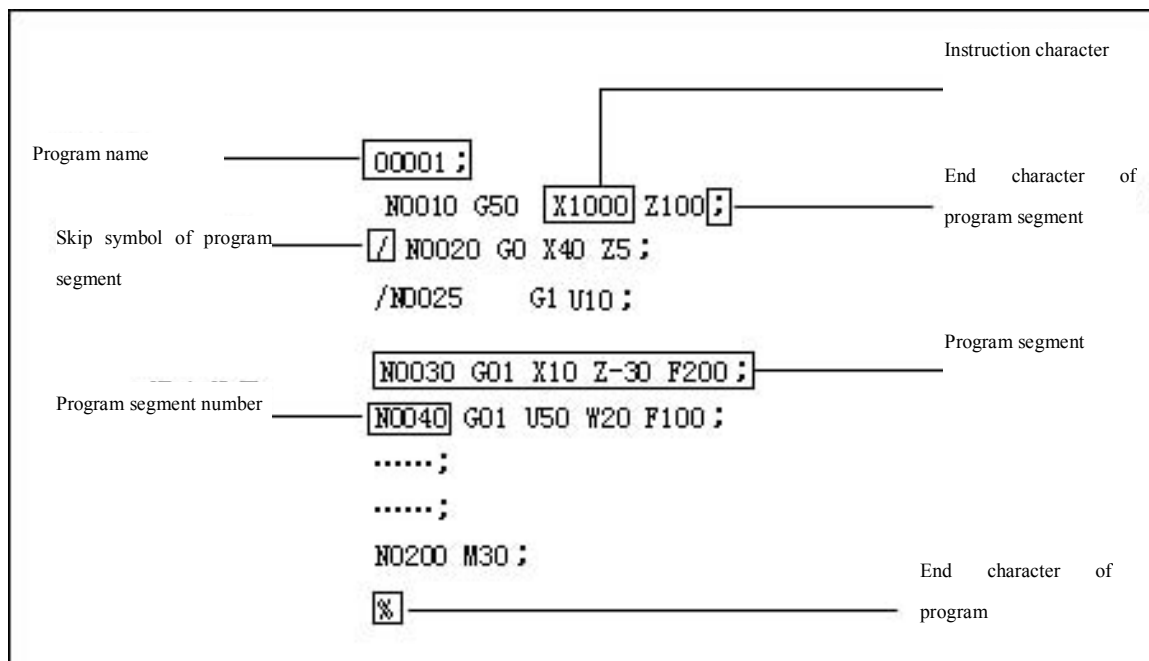 Instruction character
Program name
O0001;
End character of
program segment
N0010 G50 X1000 Z100;
Skip symbol of program
segment
/ N0020 G0 X40 Z5;
/N0025 G1 U10;
Program segment
N0030 G01 X10 Z-30 F200;
Program segment number
N0040 G01 U50 W20 F100;
......;
......;
N0200 M30;
End character of
program
%